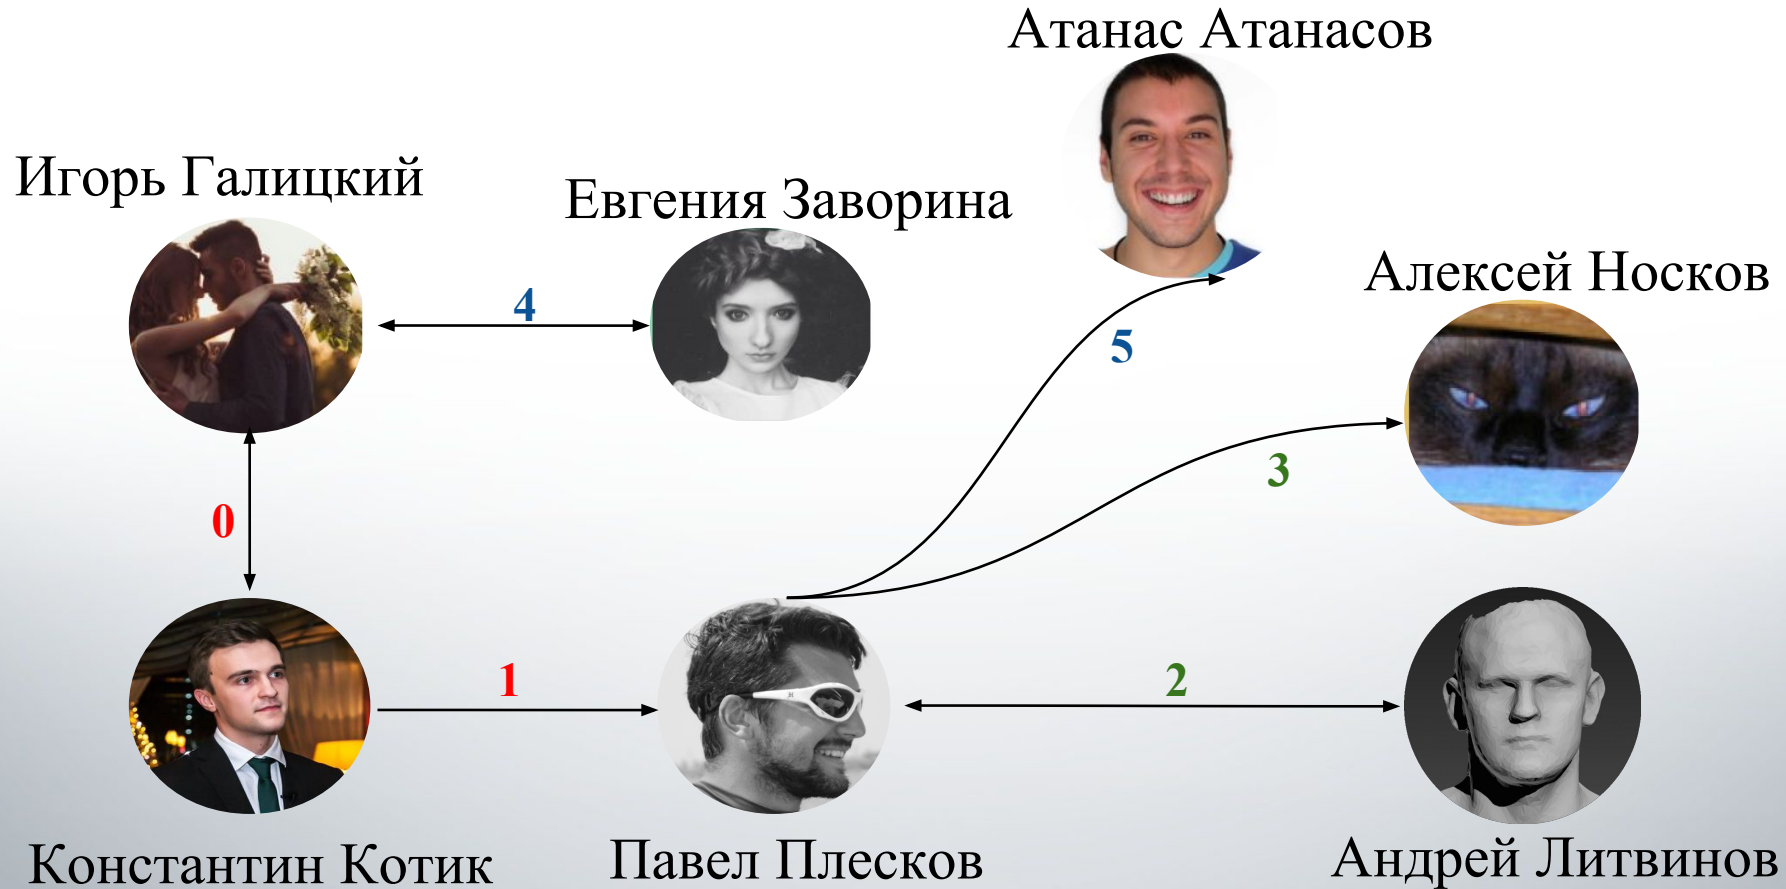 Атанас Атанасов
Игорь Галицкий
Евгения Заворина
Алексей Носков
4
5
3
0
1
2
Константин Котик
Павел Плесков
Андрей Литвинов